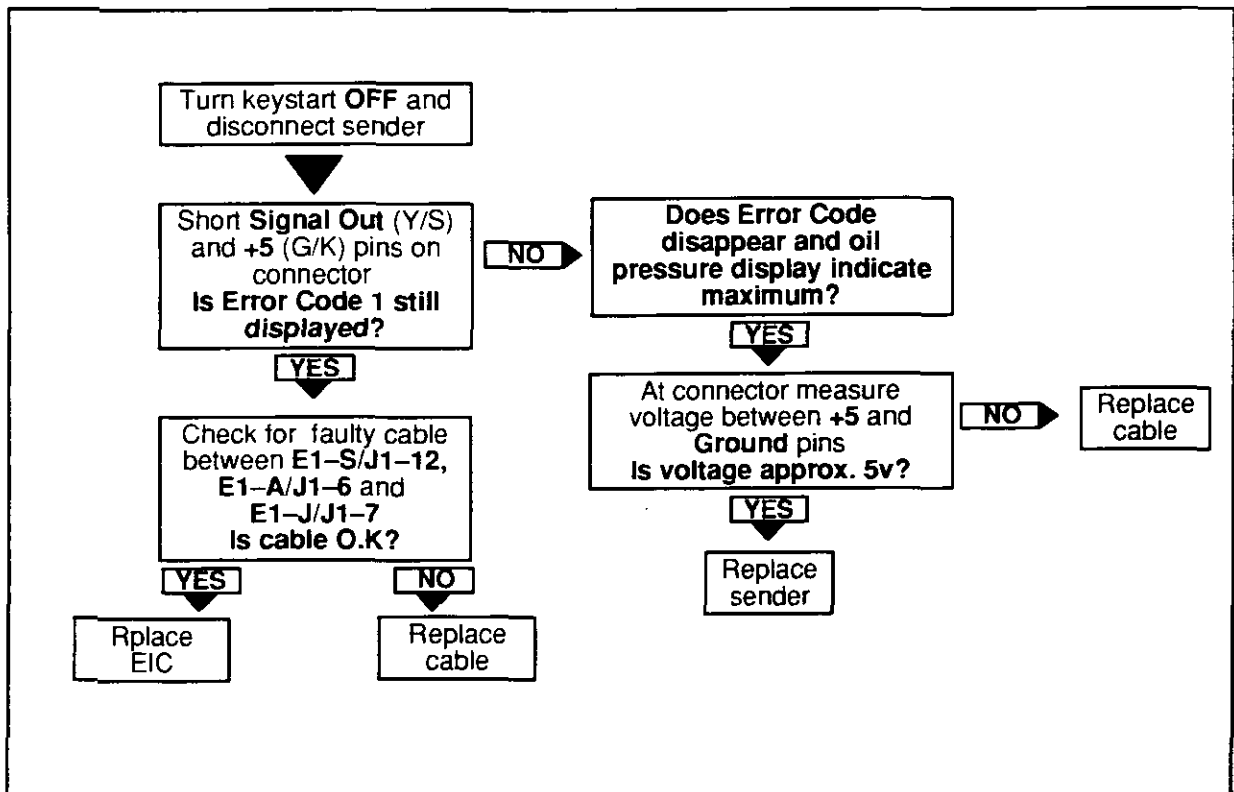 Turn keystart OFF and
disconnect sender
Short Signal Out (Y/S)
and +5 (G/K) pins on
connector
Is Error Code 1 still
displayed?
NO
Does Error Code
disappear and oil
pressure display indicate
maximum?
YES
YES
Check for faulty cable
between E1–S/J1–12,
E1–A/J1–6 and
E1–J/J1–7
Is cable O.K?
At connector measure
voltage between +5 and
Ground pins
Is voltage approx. 5v?
NO
Replace
cable
YES
NO
YES
Rplace
EIC
Replace
cable
Replace
sender